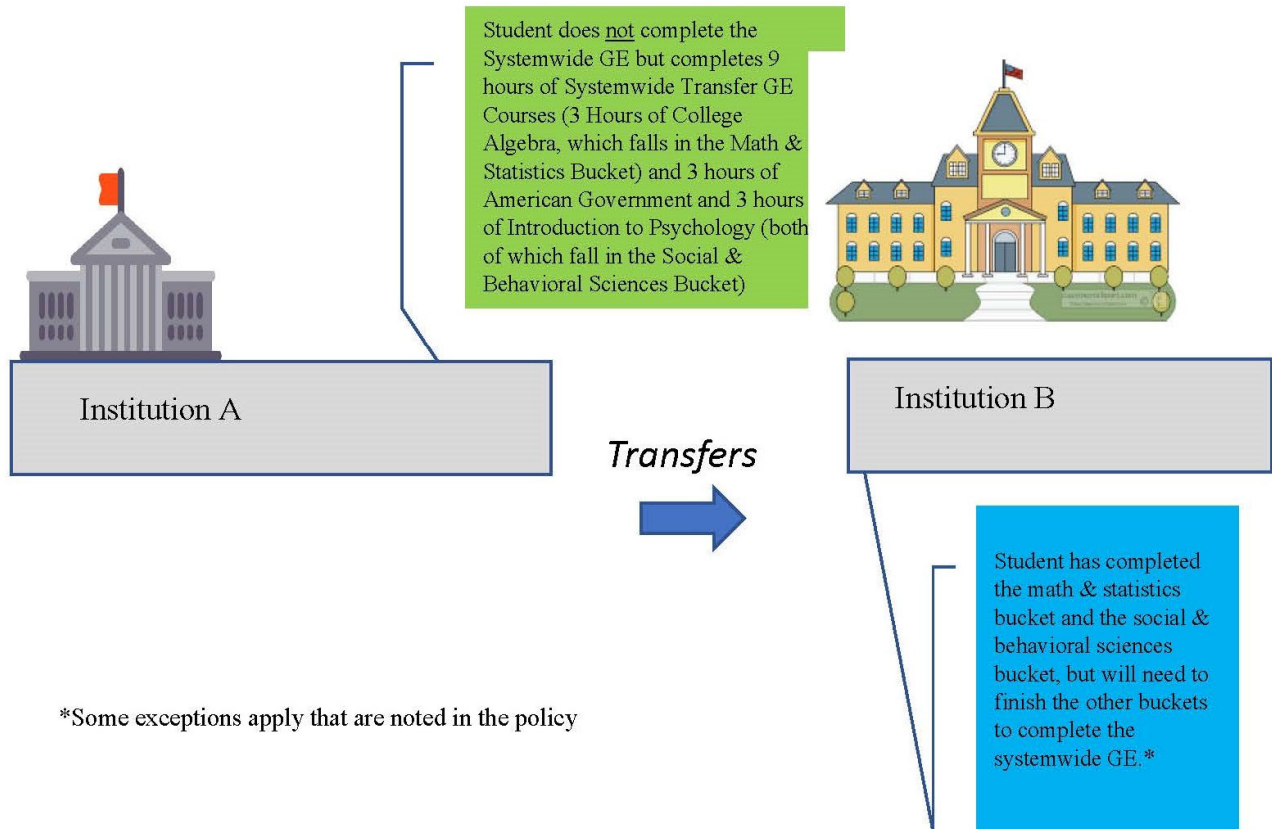 Student does not complete the
Systemwide GE but completes 9
hours of Systemwide Transfer GE
Courses (3 Hours of College
Algebra, which falls in the Math &
Statistics Bucket) and 3 hours of
American Government and 3 hours
of Introduction to Psychology (both
of which fall in the Social &
Behavioral Sciences Bucket)
Institution A
Institution B
Transfers
Student has completed
the math & statistics
bucket and the social &
behavioral sciences
bucket, but will need to
finish the other buckets
to complete the
systemwide GE.*
*Some exceptions apply that are noted in the policy